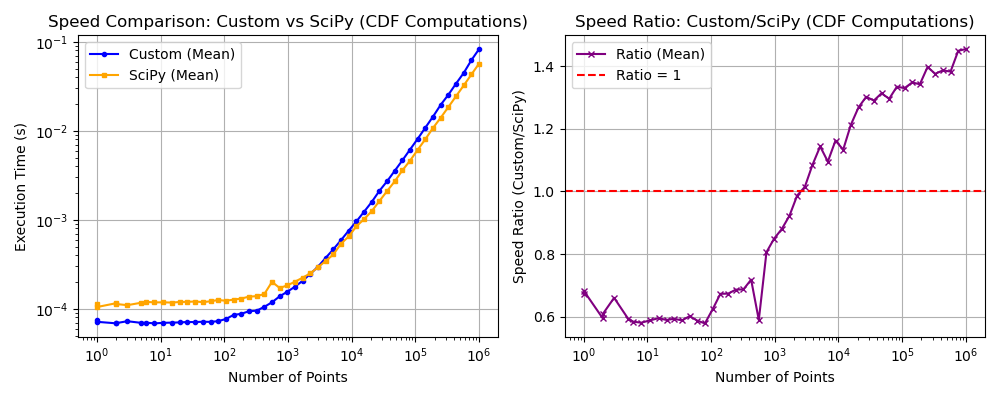 Speed Comparison: Custom vs SciPy (CDF Computations)
Custom (Mean)
SciPy (Mean)
10⁻¹
10⁻²
10⁻³
10⁻⁴
Execution Time (s)
10⁰ 10¹ 10² 10³ 10⁴ 10⁵ 10⁶
Number of Points
Speed Ratio: Custom/SciPy (CDF Computations)
Ratio (Mean)
Ratio = 1
1.4
1.2
1.0
0.8
0.6
Speed Ratio (Custom/SciPy)
10⁰ 10¹ 10² 10³ 10⁴ 10⁵ 10⁶
Number of Points